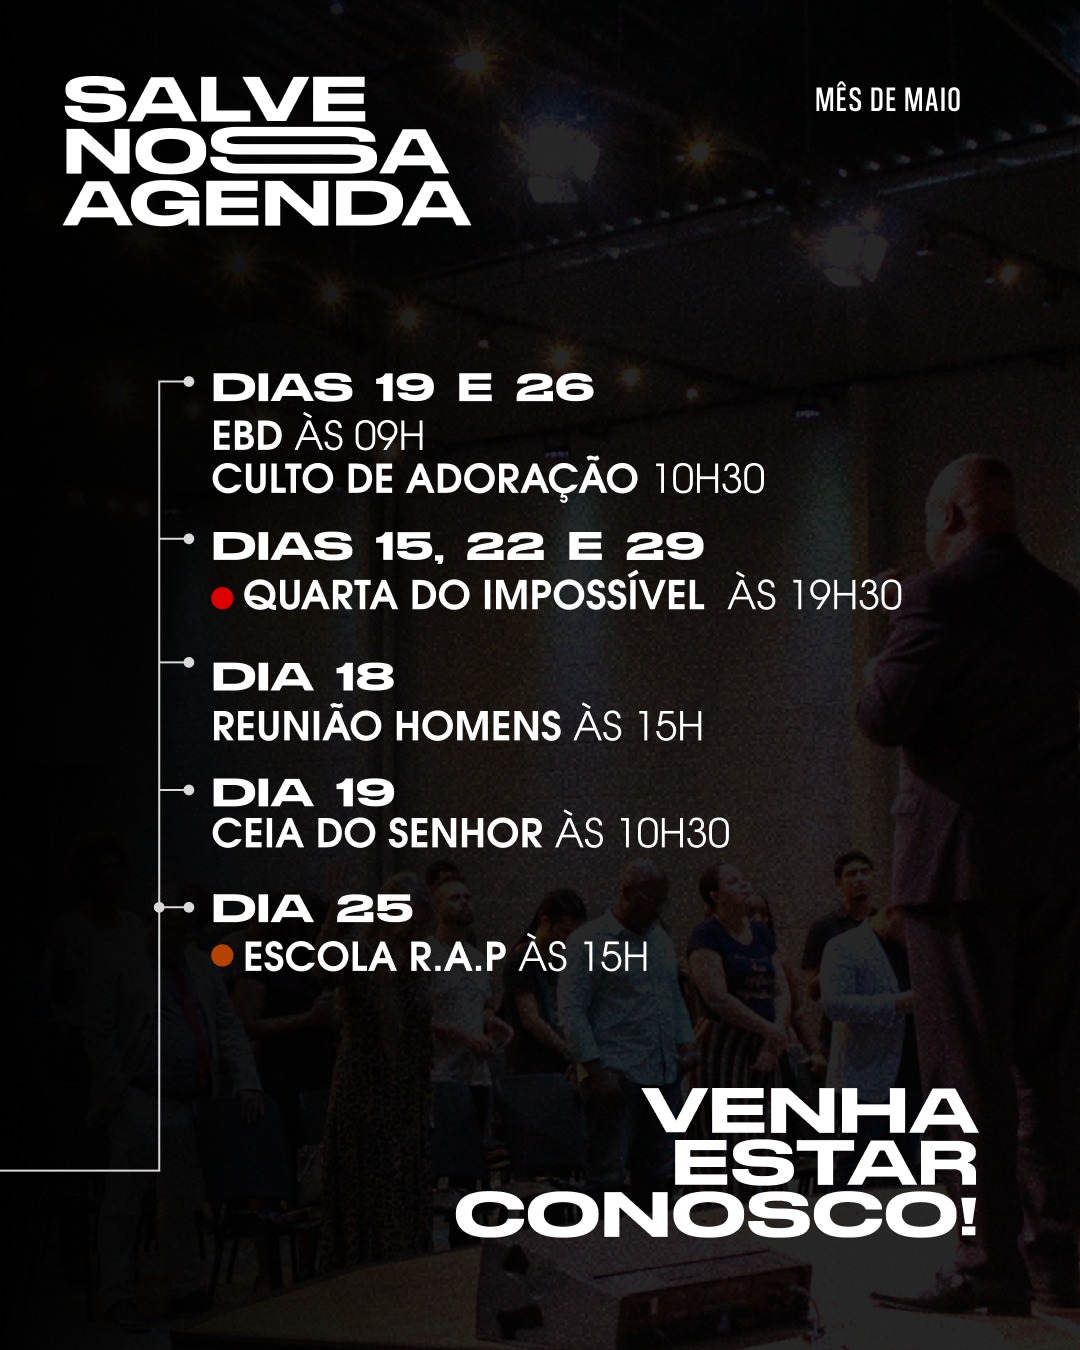 SALVE
NOSSA
AGENDA
MÊS DE MAIO
DIAS 19 E 26
EBD ÀS 09H
CULTO DE ADORAÇÃO 10H30
DIAS 15, 22 E 29
QUARTA DO IMPOSSÍVEL ÀS 19H30
DIA 18
REUNIÃO HOMENS ÀS 15H
DIA 19
CEIA DO SENHOR ÀS 10H30
DIA 25
ESCOLA R.A.P ÀS 15H
VENHA
ESTAR
CONOSCO!